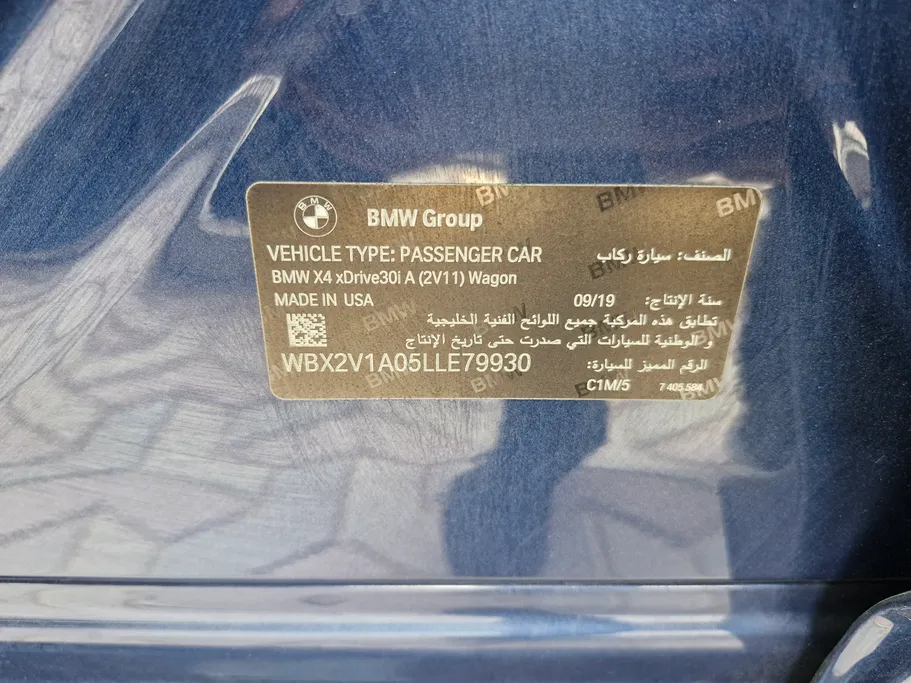 BMW
BMW Group
VEHICLE TYPE: PASSENGER CAR الصنف: سيارة ركاب
BMW X4 xDrive30i A (2V11) Wagon
MADE IN USA 09/19 سنة الإنتاج:
تطابق هذه المركبة جميع اللوائح الفنية الخليجية
و الوطنية للسيارات التي صدرت حتى تاريخ الإنتاج
WBX2V1A05LLE79930 الرقم المميز للسيارة:
C1M/5 7 405.584